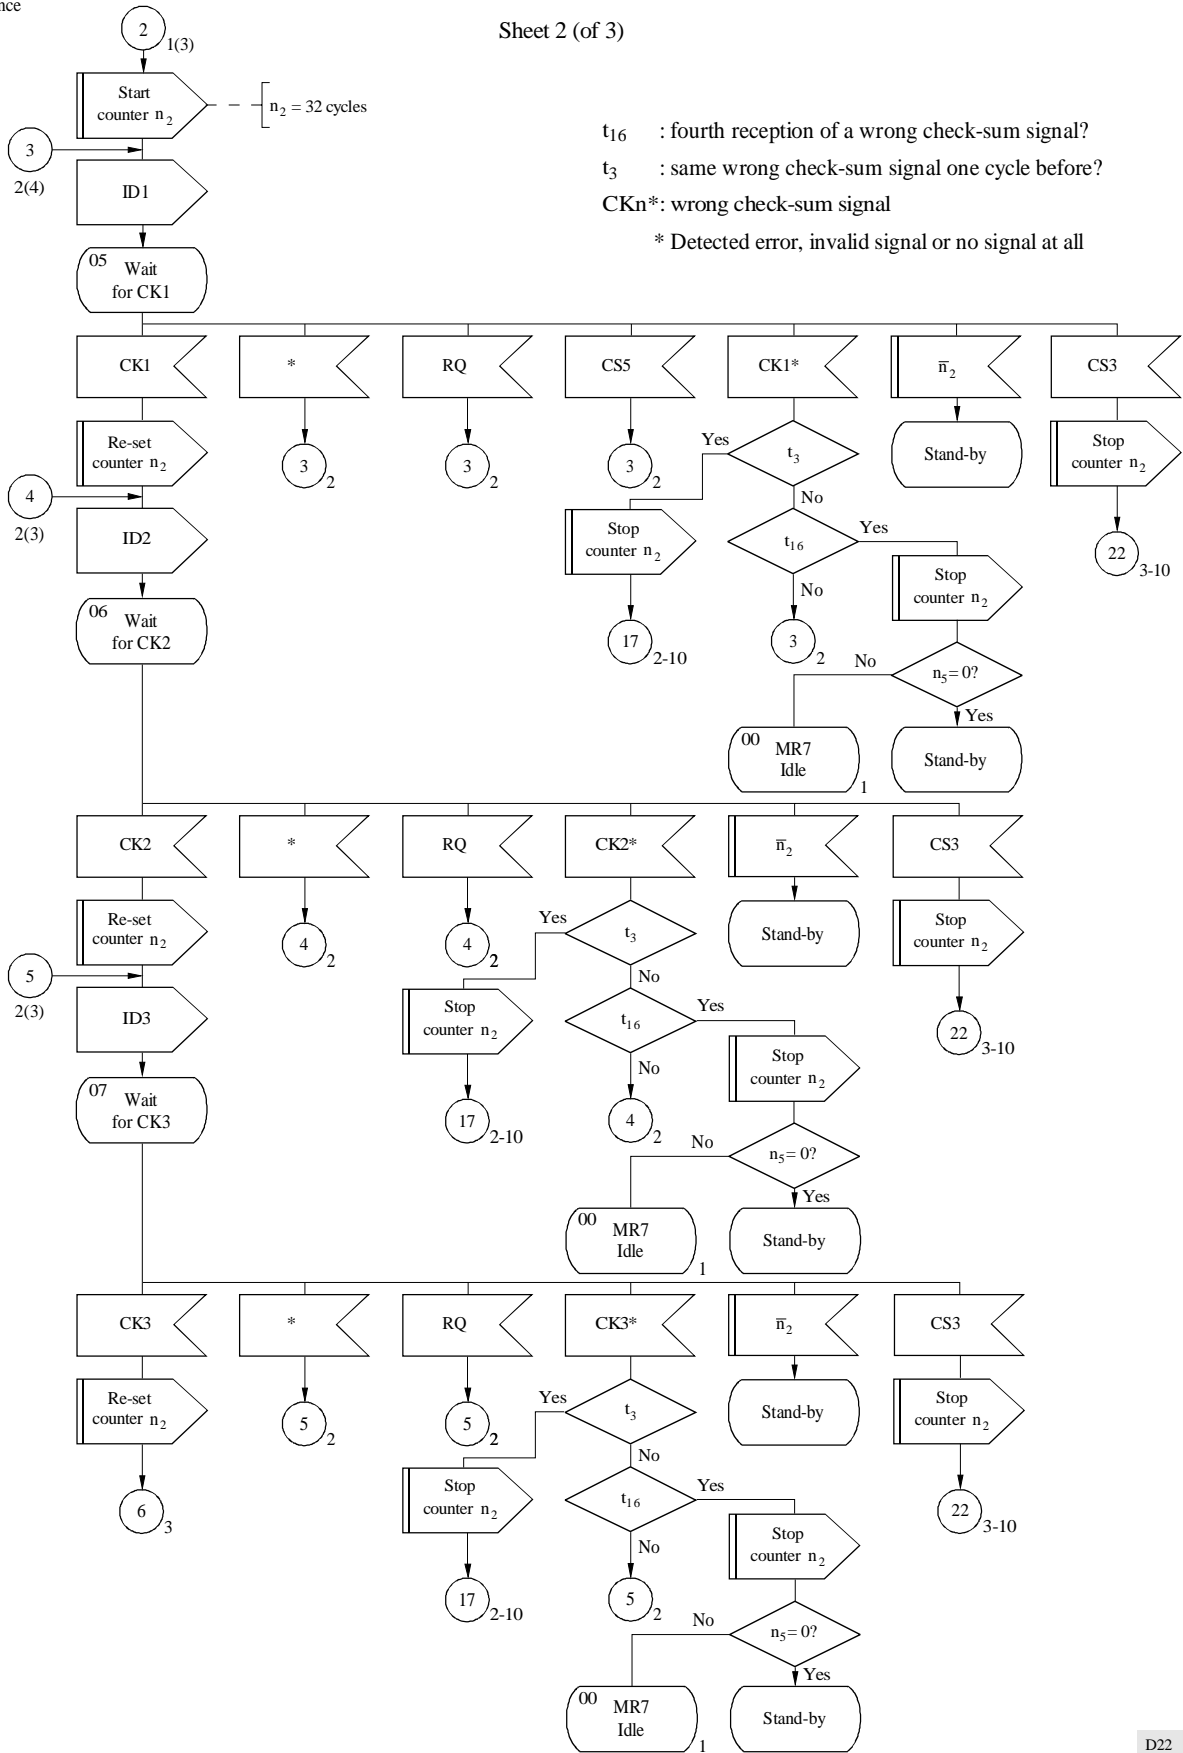 nce
Sheet 2 (of 3)
2
1(3)
Start
counter n2
n2 = 32 cycles
t16 : fourth reception of a wrong check-sum signal?
t3 : same wrong check-sum signal one cycle before?
CKn*: wrong check-sum signal
* Detected error, invalid signal or no signal at all
3
2(4)
ID1
05
Wait
for CK1
CK1
*
RQ
CS5
CK1*
n̅2
CS3
Re-set
counter n2
3
2
3
2
3
2
Yes
t3
No
Stand-by
Stop
counter n2
4
2(3)
ID2
Stop
counter n2
t16
Yes
No
22
3-10
Stop
counter n2
06
Wait
for CK2
17
2-10
3
2
No
n5= 0?
Yes
00
MR7
Idle
1
Stand-by
CK2
*
RQ
CK2*
n̅2
CS3
Re-set
counter n2
4
2
4
2
Yes
t3
No
Stand-by
Stop
counter n2
5
2(3)
ID3
Stop
counter n2
t16
Yes
No
22
3-10
Stop
counter n2
07
Wait
for CK3
17
2-10
4
2
No
n5= 0?
Yes
00
MR7
Idle
1
Stand-by
CK3
*
RQ
CK3*
n̅2
CS3
Re-set
counter n2
5
2
5
2
Yes
t3
No
Stand-by
Stop
counter n2
6
3
Stop
counter n2
t16
Yes
No
22
3-10
Stop
counter n2
17
2-10
5
2
No
n5= 0?
Yes
00
MR7
Idle
1
Stand-by
D22